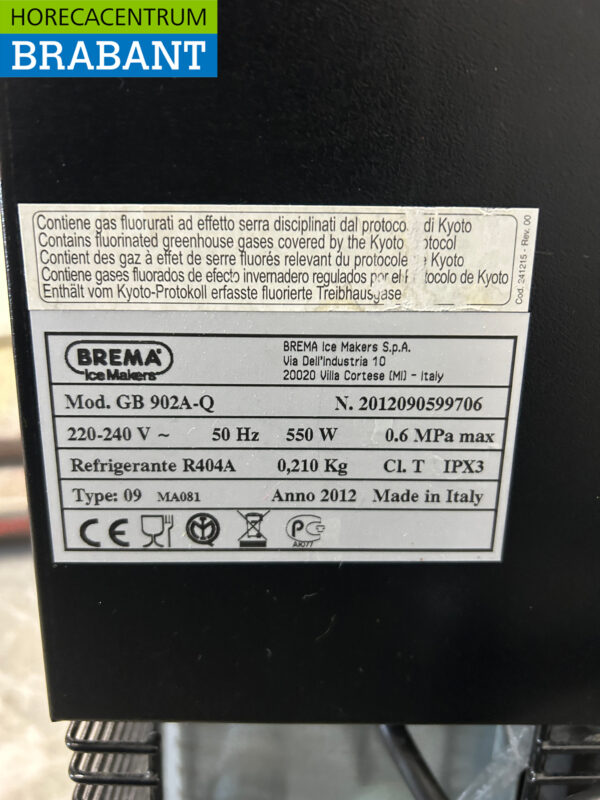 HORECACENTRUM
BRABANT
Contiene gas fluorurati ad effetto serra disciplinati dal protoco di Kyoto
Contains fluorinated greenhouse gases covered by the Kyoto otocol
Contient des gaz à effet de serre fluorés relevant du protocole Kyoto
Contiene gases fluorados de efecto invernadero regulados por el tocolo de Kyoto
Enthält vom Kyoto-Protokoll erfasste fluorierte Treibhausgase
Cod. 241215 - Rev. 00
BREMA
Ice Makers
BREMA Ice Makers S.p.A.
Via Dell'Industria 10
20020 Villa Cortese (MI) - Italy
Mod. GB 902A-Q N. 2012090599706
220-240 V ~ 50 Hz 550 W 0.6 MPa max
Refrigerante R404A 0,210 Kg Cl. T IPX3
Type: 09 MA081 Anno 2012 Made in Italy
CE